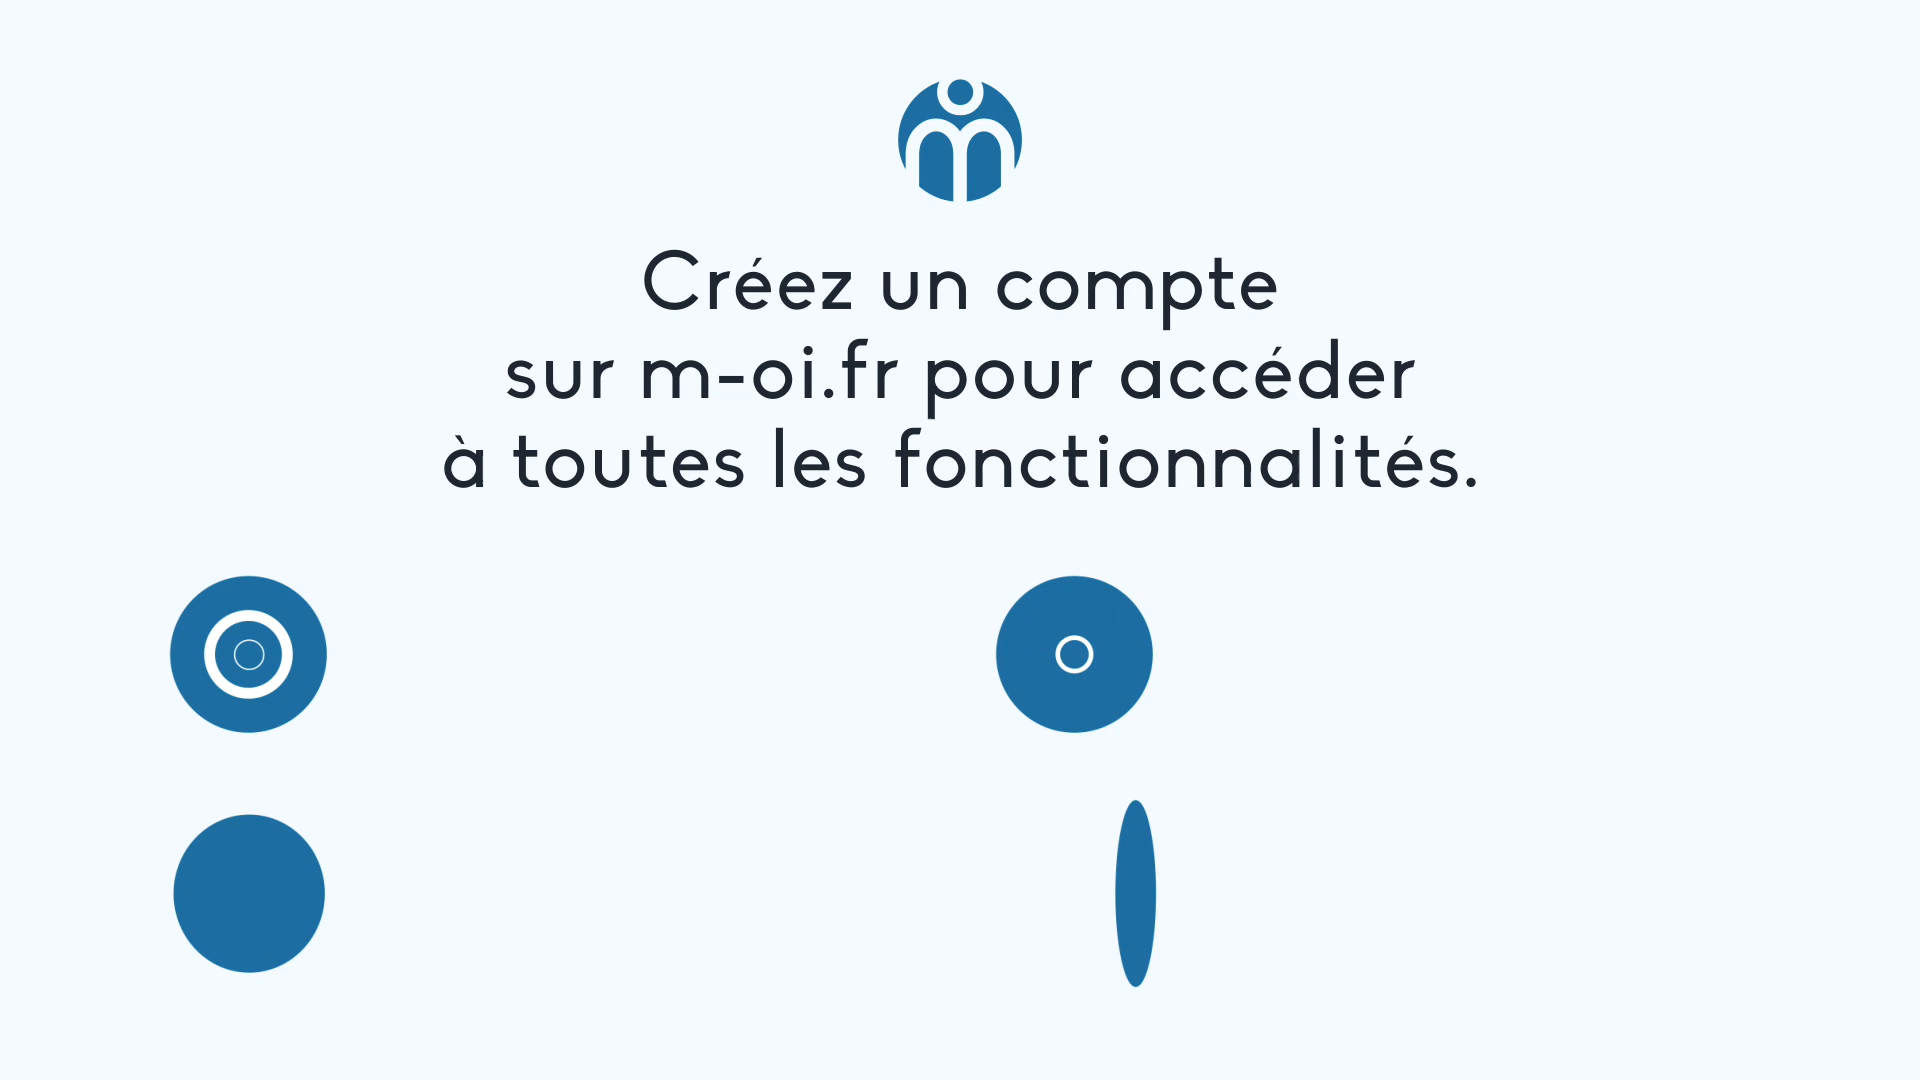 Créez un compte
sur m-oi.fr pour accéder
à toutes les fonctionnalités.